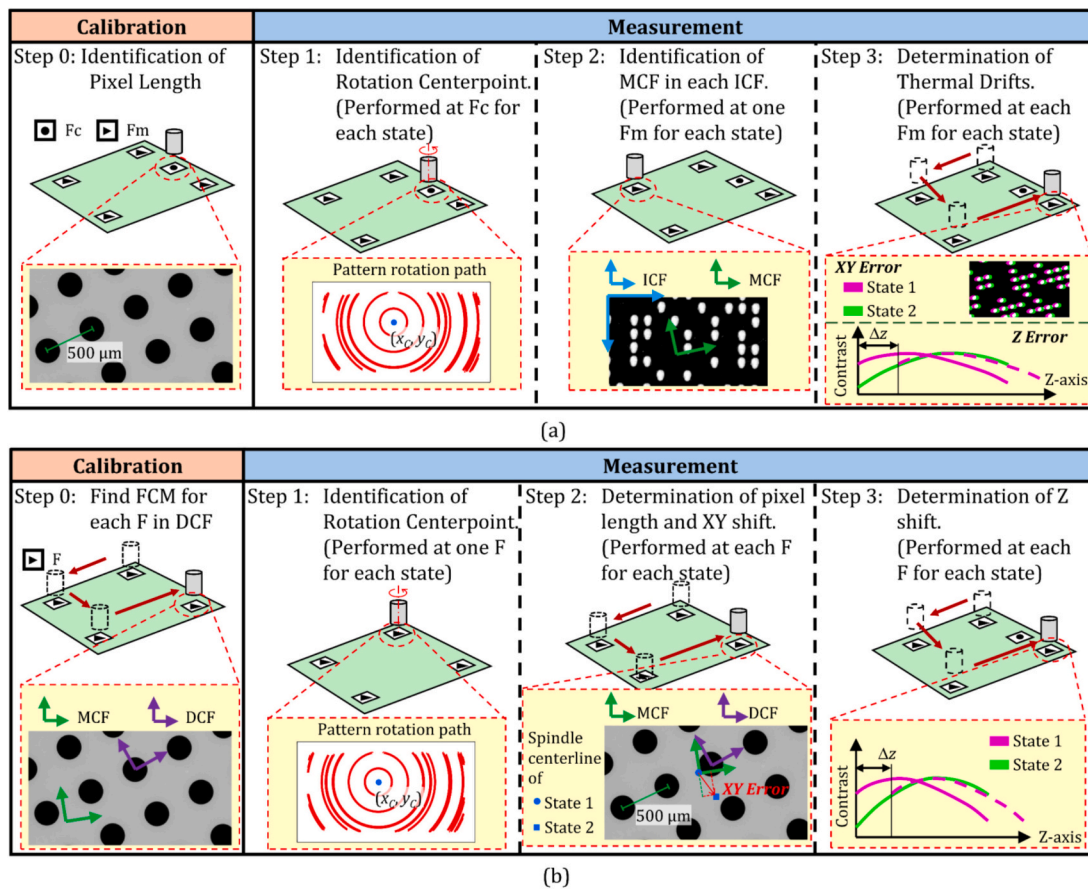 Calibration
Measurement
Step 0: Identification of
Pixel Length
Fc
Fm
500 μm
Step 1: Identification of
Rotation Centerpoint.
(Performed at Fc for
each state)
Pattern rotation path
(x_C, y_C)
Step 2: Identification of
MCF in each ICF.
(Performed at one
Fm for each state)
ICF
MCF
Step 3: Determination of
Thermal Drifts.
(Performed at each
Fm for each state)
XY Error
State 1
State 2
Z Error
Δz
Contrast
Z-axis
(a)
Calibration
Measurement
Step 0: Find FCM for
each F in DCF
F
MCF
DCF
Step 1: Identification of
Rotation Centerpoint.
(Performed at one F
for each state)
Pattern rotation path
(x_C, y_C)
Step 2: Determination of pixel
length and XY shift.
(Performed at each F
for each state)
MCF
DCF
Spindle
centerline
of
State 1
State 2
XY Error
500 μm
Step 3: Determination of Z
shift.
(Performed at each
F for each state)
State 1
State 2
Δz
Contrast
Z-axis
(b)